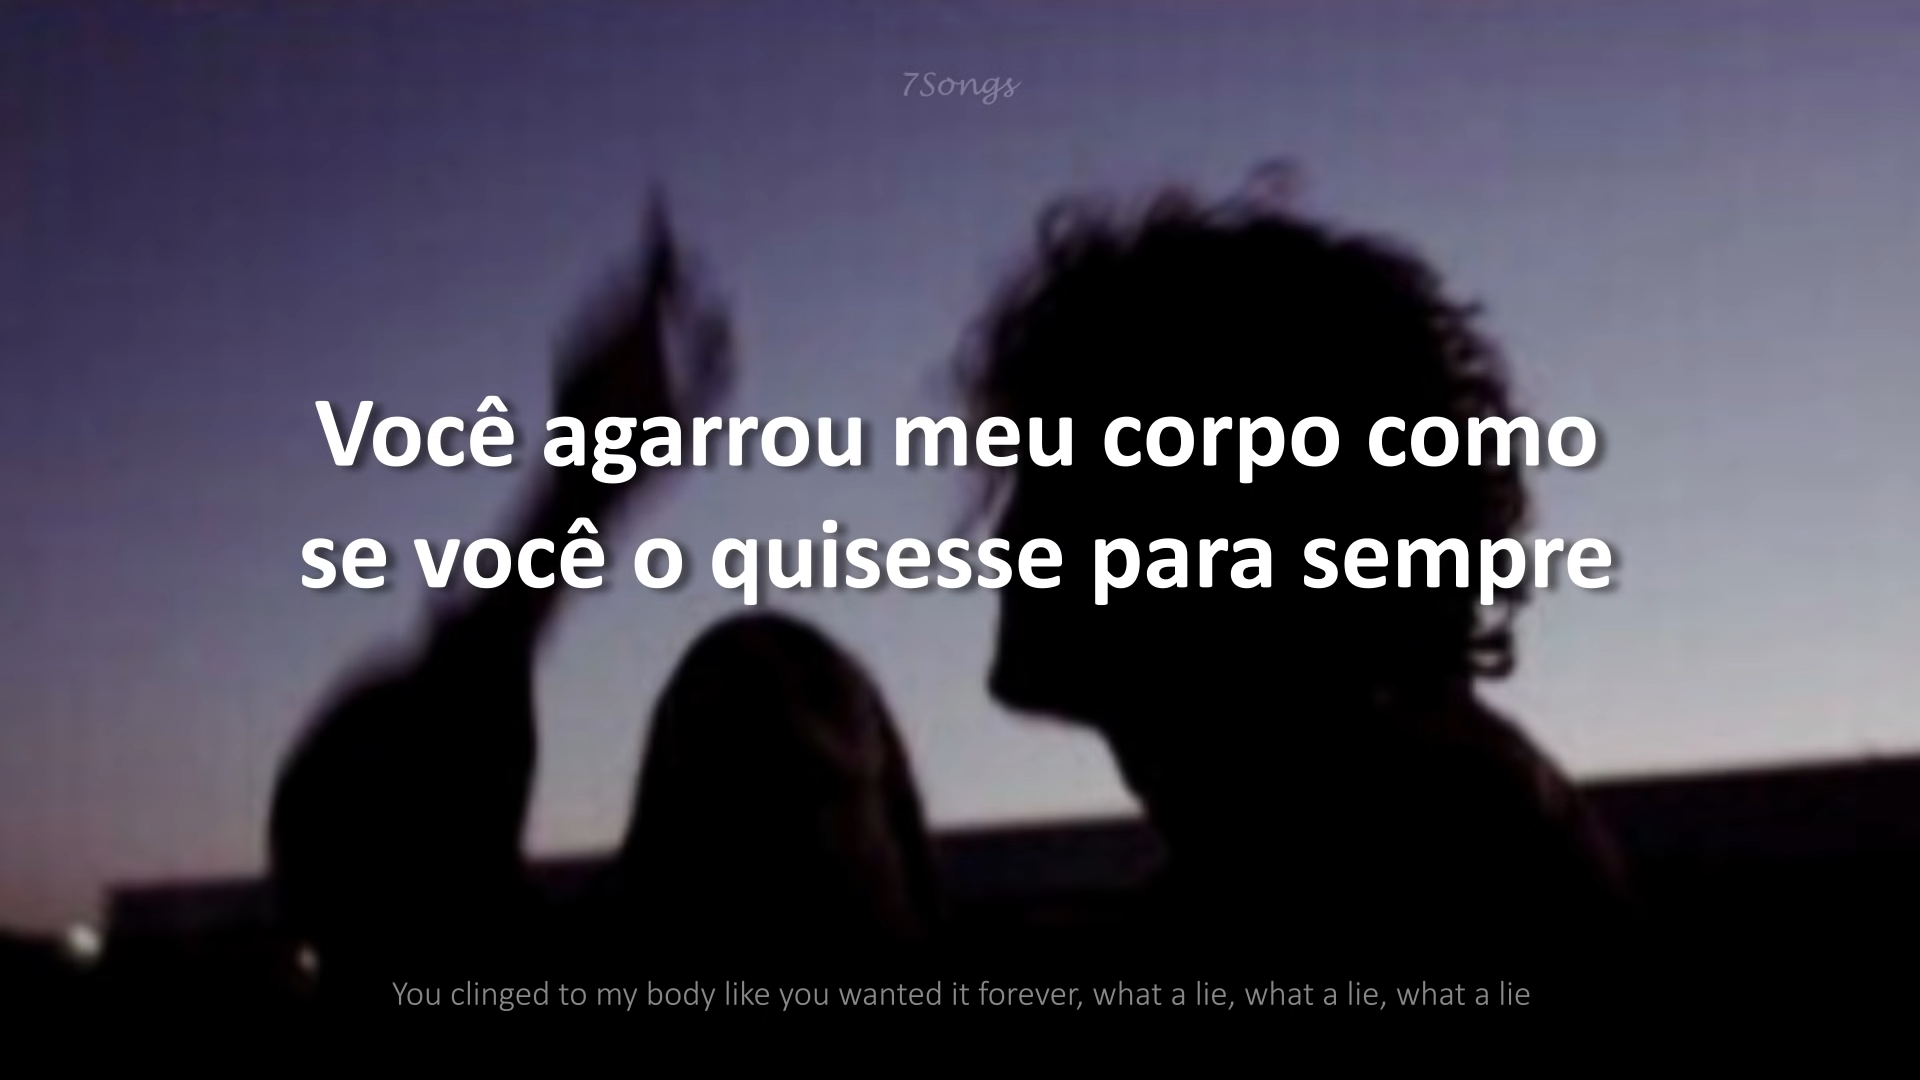 7Songs
Você agarrou meu corpo como
se você o quisesse para sempre
You clinged to my body like you wanted it forever, what a lie, what a lie, what a lie